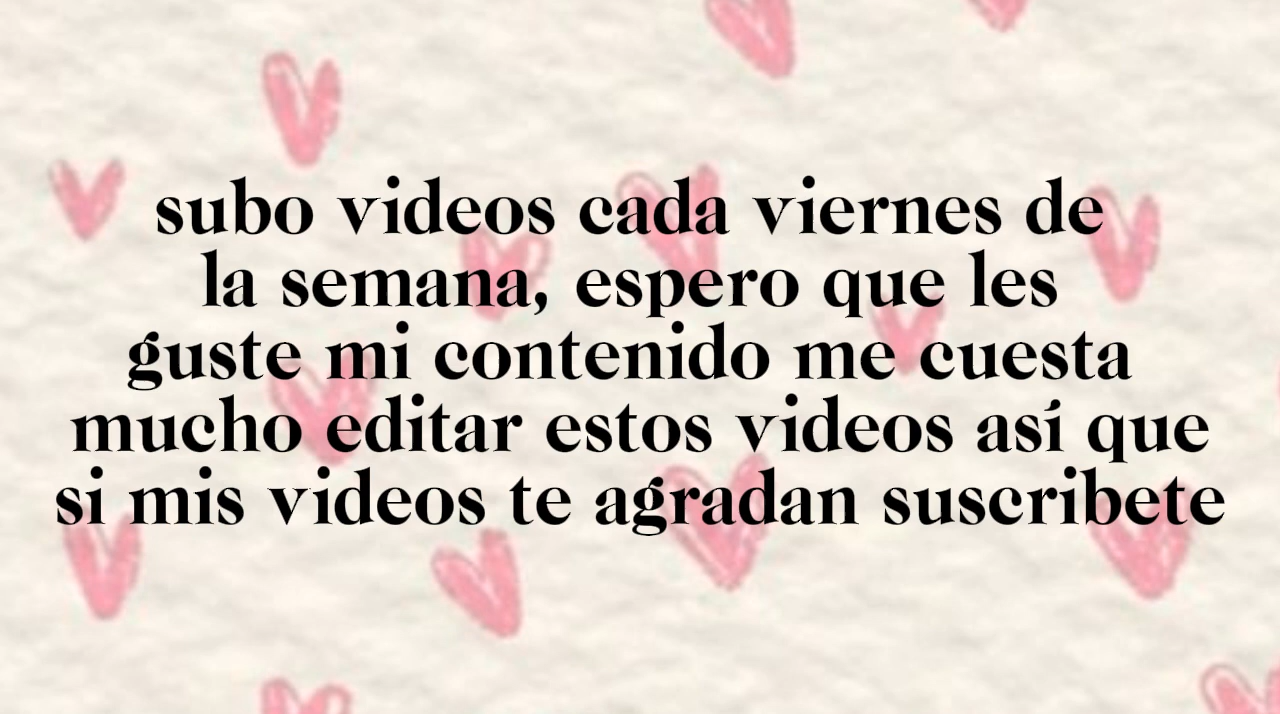 subo videos cada viernes de
la semana, espero que les
guste mi contenido me cuesta
mucho editar estos videos así que
si mis videos te agradan suscribete